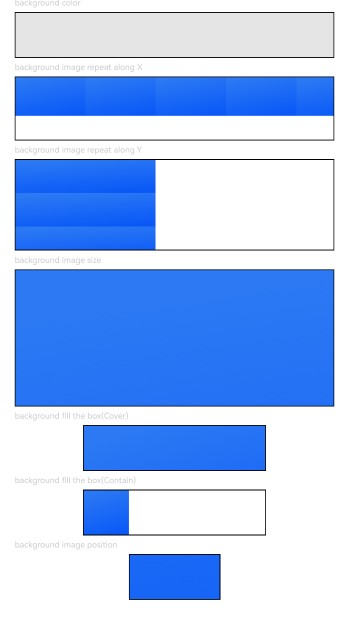 background color
background image repeat along X
background image repeat along Y
background image size
background fill the box(Cover)
background fill the box(Contain)
background image position